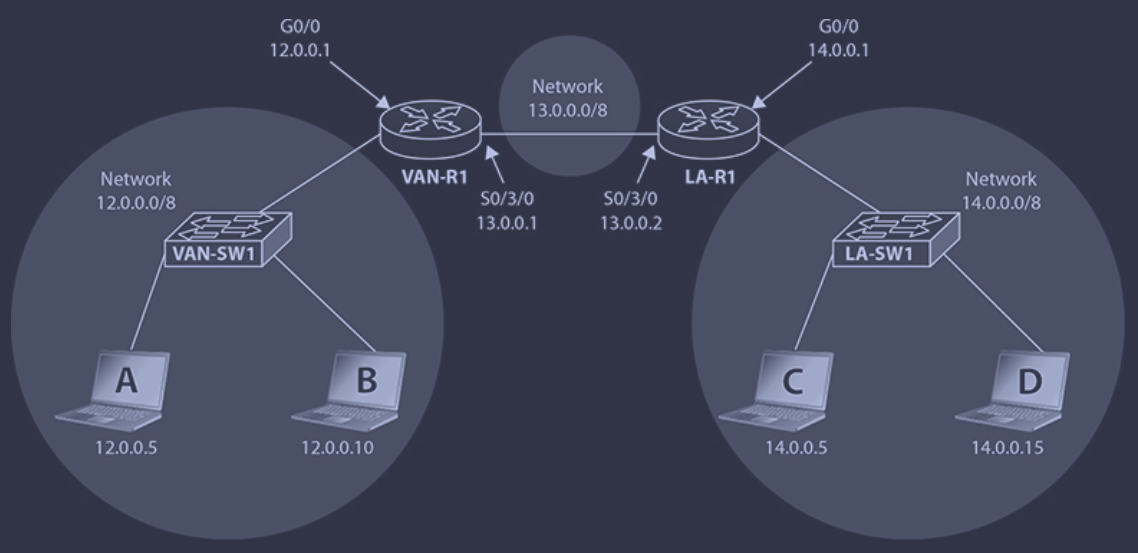 G0/0
12.0.0.1
G0/0
14.0.0.1
Network
13.0.0.0/8
VAN-R1
LA-R1
Network
12.0.0.0/8
S0/3/0
13.0.0.1
S0/3/0
13.0.0.2
Network
14.0.0.0/8
VAN-SW1
LA-SW1
A
B
C
D
12.0.0.5
12.0.0.10
14.0.0.5
14.0.0.15